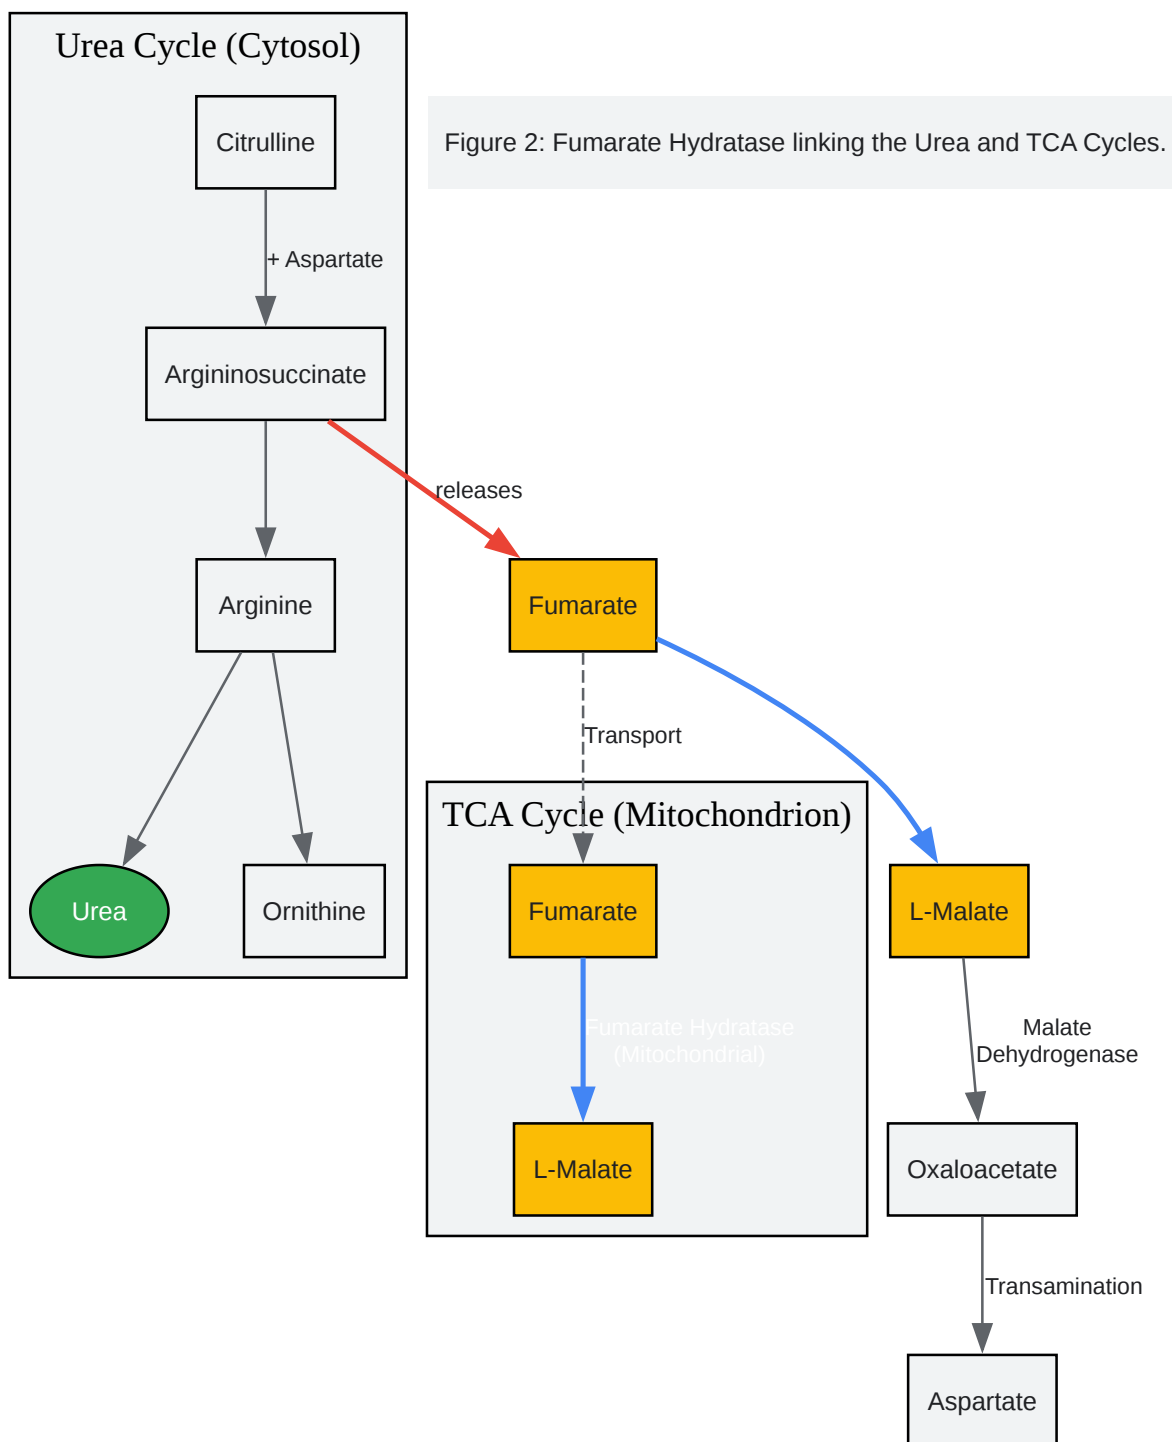 Urea Cycle (Cytosol)
Citrulline
Figure 2: Fumarate Hydratase linking the Urea and TCA Cycles.
+ Aspartate
Argininosuccinate
releases
Arginine
Fumarate
Transport
TCA Cycle (Mitochondrion)
Urea
Ornithine
Fumarate
L-Malate
Fumarate Hydratase
(Mitochondrial)
Malate
Dehydrogenase
L-Malate
Oxaloacetate
Transamination
Aspartate